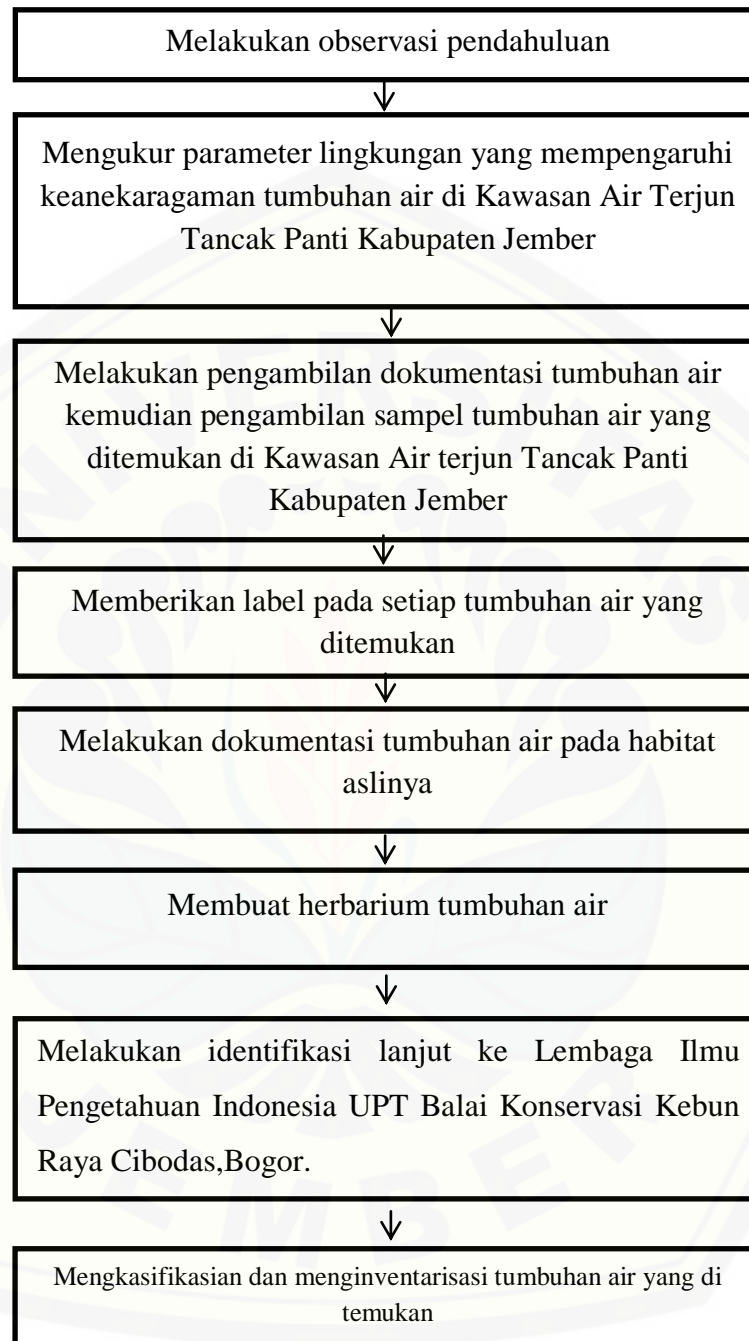 Melakukan observasi pendahuluan
Mengukur parameter lingkungan yang mempengaruhi
keanekaragaman tumbuhan air di Kawasan Air Terjun
Tancak Panti Kabupaten Jember
Melakukan pengambilan dokumentasi tumbuhan air
kemudian pengambilan sampel tumbuhan air yang
ditemukan di Kawasan Air terjun Tancak Panti
Kabupaten Jember
Memberikan label pada setiap tumbuhan air yang
ditemukan
Melakukan dokumentasi tumbuhan air pada habitat
aslinya
Membuat herbarium tumbuhan air
Melakukan identifikasi lanjut ke Lembaga Ilmu
Pengetahuan Indonesia UPT Balai Konservasi Kebun
Raya Cibodas,Bogor.
Mengkasifikasian dan menginventarisasi tumbuhan air yang di
temukan
UNIVERSITAS
JEMBER